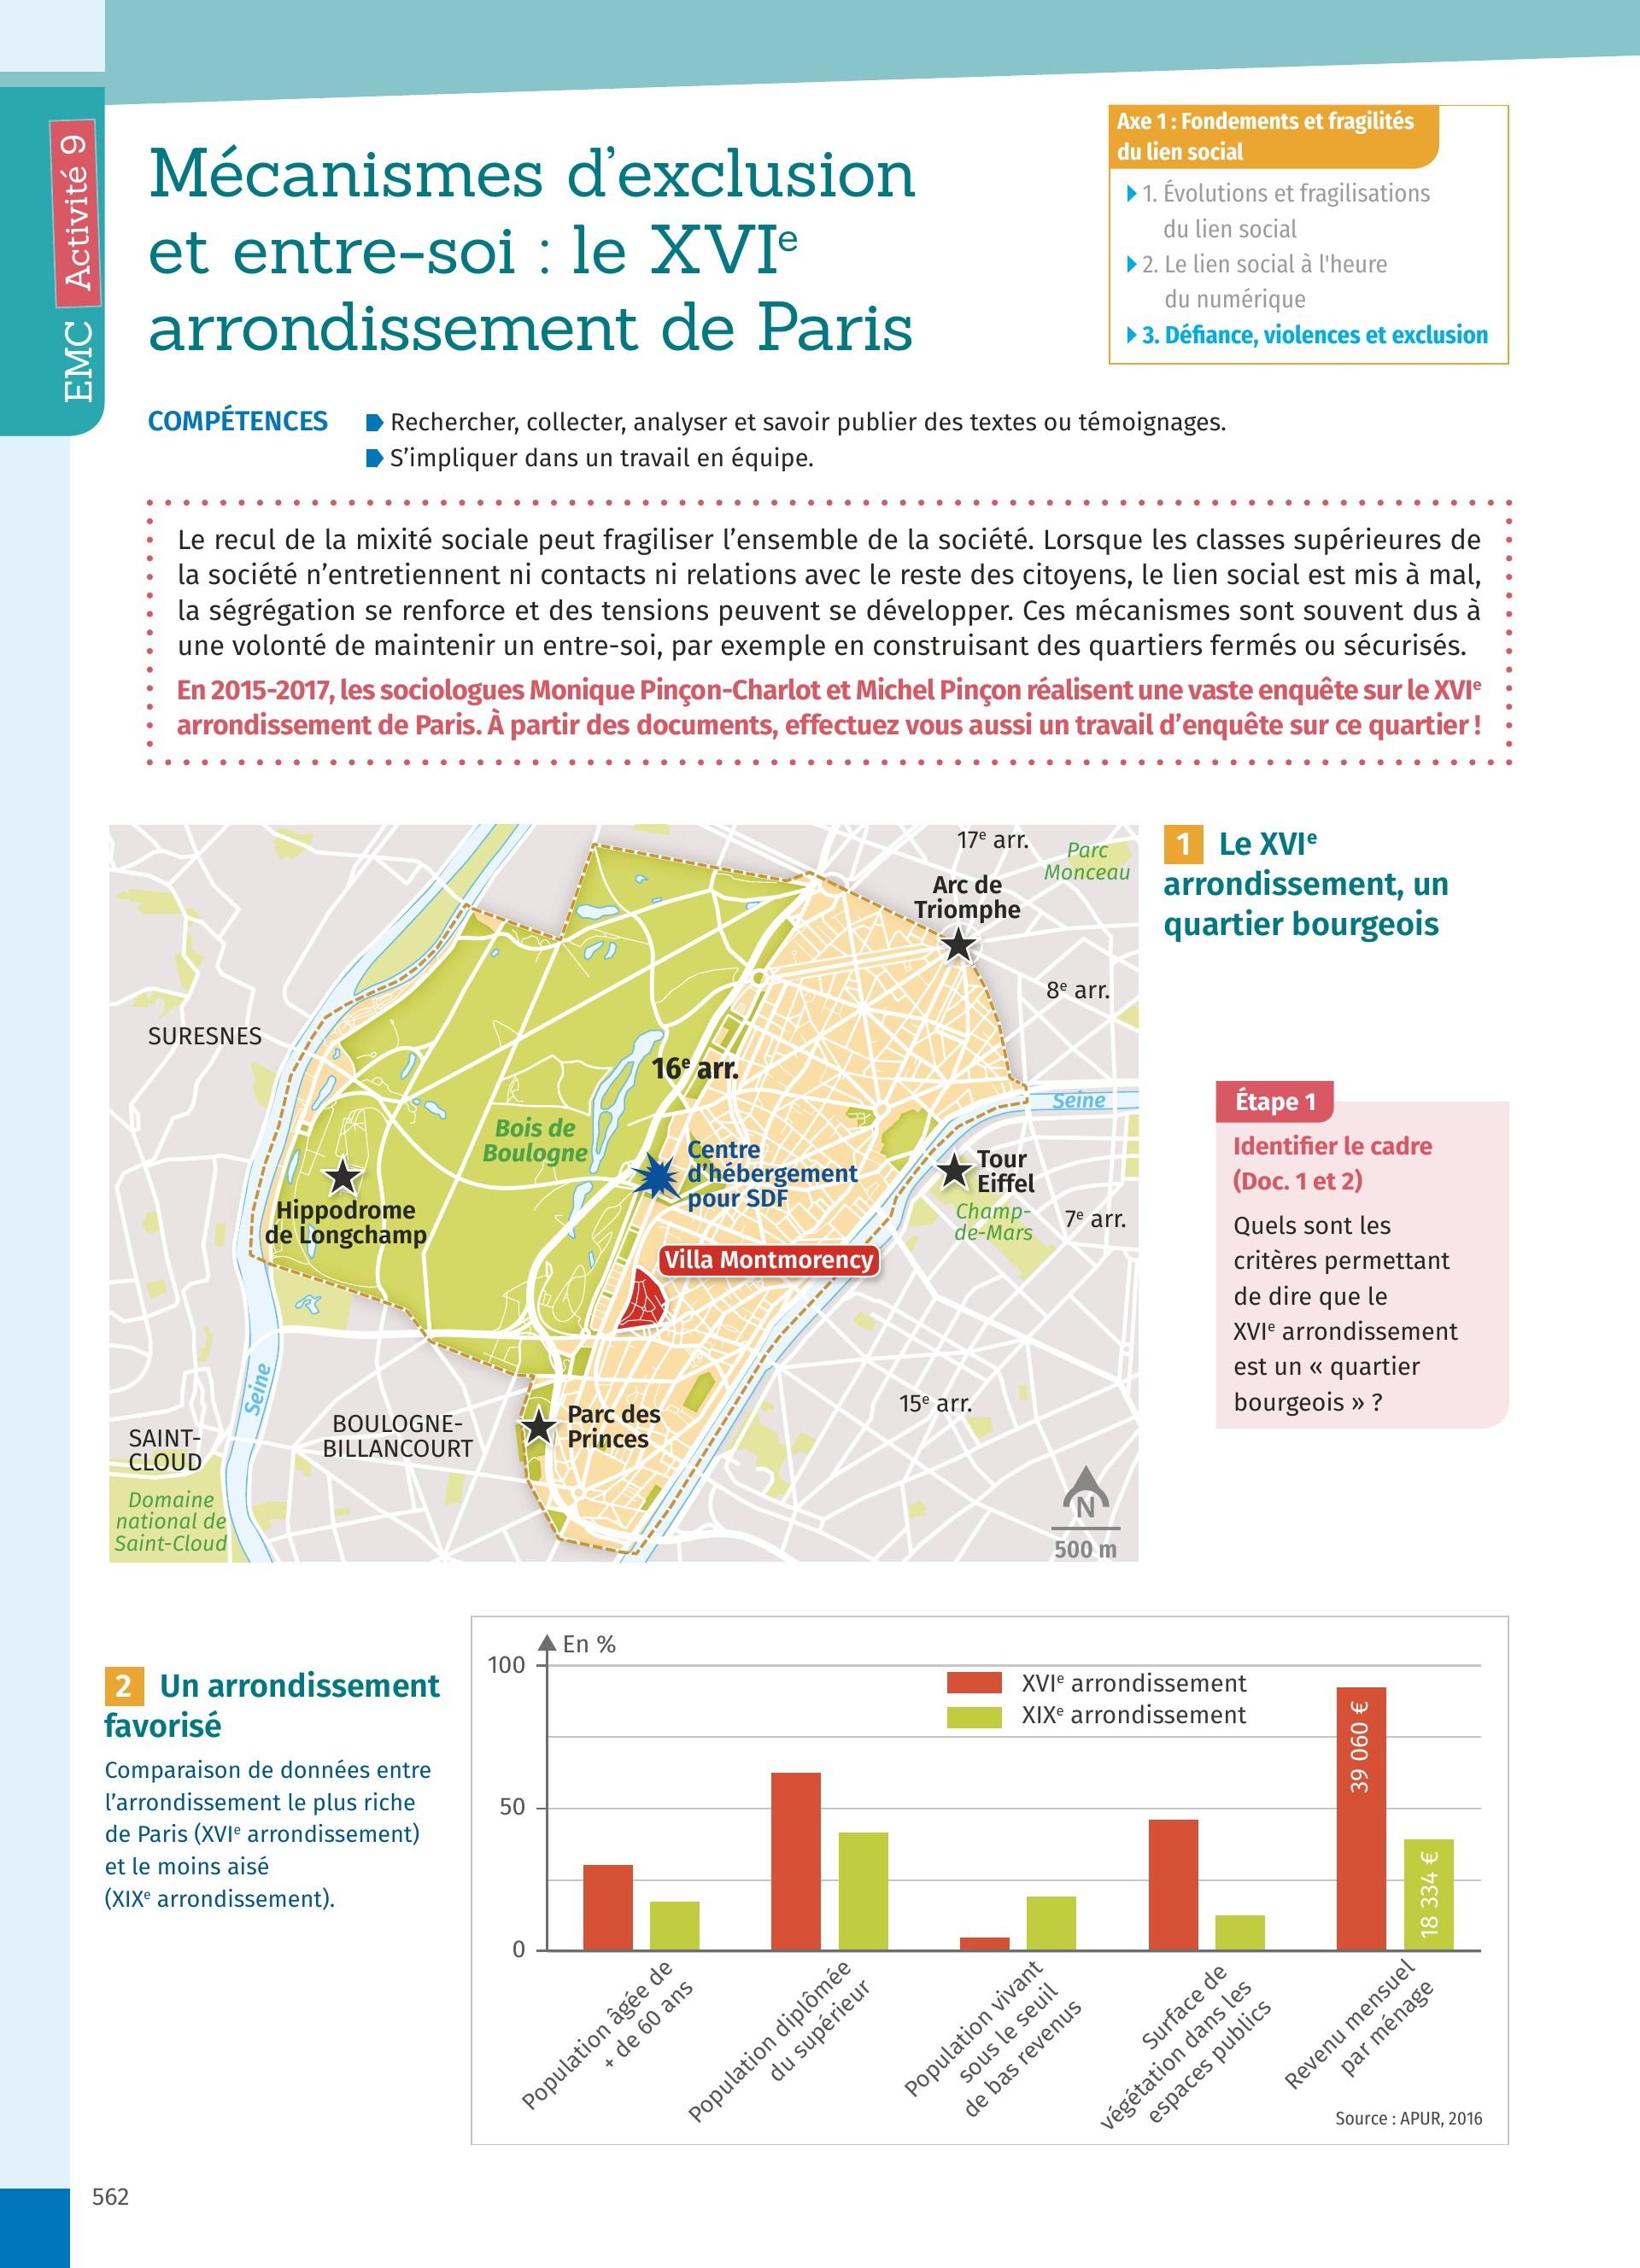 EMC Activité 9
Mécanismes d’exclusion
et entre-soi : le XVIe
arrondissement de Paris
Axe 1 : Fondements et fragilités
du lien social
1. Évolutions et fragilisations
du lien social
2. Le lien social à l'heure
du numérique
3. Défiance, violences et exclusion
COMPÉTENCES
Rechercher, collecter, analyser et savoir publier des textes ou témoignages.
S’impliquer dans un travail en équipe.
Le recul de la mixité sociale peut fragiliser l’ensemble de la société. Lorsque les classes supérieures de
la société n’entretiennent ni contacts ni relations avec le reste des citoyens, le lien social est mis à mal,
la ségrégation se renforce et des tensions peuvent se développer. Ces mécanismes sont souvent dus à
une volonté de maintenir un entre-soi, par exemple en construisant des quartiers fermés ou sécurisés.
En 2015-2017, les sociologues Monique Pinçon-Charlot et Michel Pinçon réalisent une vaste enquête sur le XVIe
arrondissement de Paris. À partir des documents, effectuez vous aussi un travail d’enquête sur ce quartier !
17e arr.
Parc
Monceau
Arc de
Triomphe
8e arr.
SURESNES
16e arr.
Seine
Bois de
Boulogne
Centre
d’hébergement
pour SDF
Tour
Eiffel
Champ-
de-Mars
7e arr.
Hippodrome
de Longchamp
Villa Montmorency
Seine
15e arr.
Parc des
Princes
BOULOGNE-
BILLANCOURT
SAINT-
CLOUD
Domaine
national de
Saint-Cloud
N
500 m
1 Le XVIe
arrondissement, un
quartier bourgeois
Étape 1
Identifier le cadre
(Doc. 1 et 2)
Quels sont les
critères permettant
de dire que le
XVIe arrondissement
est un « quartier
bourgeois » ?
2 Un arrondissement
favorisé
Comparaison de données entre
l’arrondissement le plus riche
de Paris (XVIe arrondissement)
et le moins aisé
(XIXe arrondissement).
En %
100
50
0
XVIe arrondissement
XIXe arrondissement
39 060 €
18 334 €
Population âgée de
+ de 60 ans
Population diplômée
du supérieur
Population vivant
sous le seuil
de bas revenus
Surface de
végétation dans les
espaces publics
Revenu mensuel
par ménage
Source : APUR, 2016
562